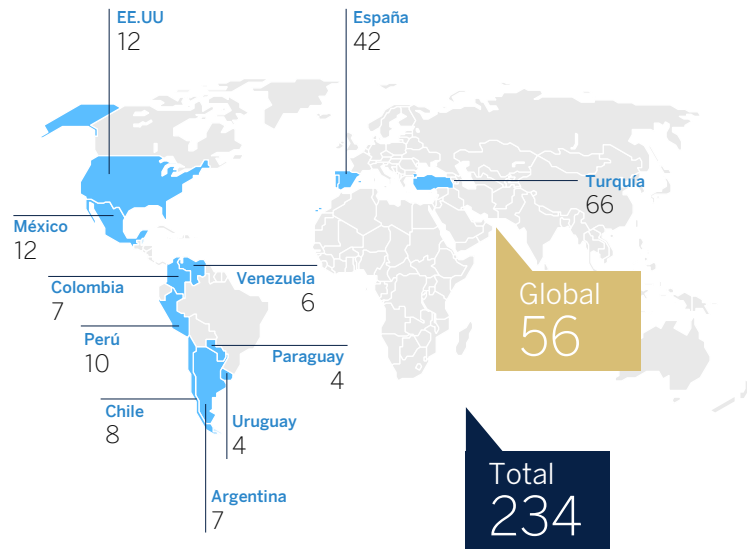 EE.UU
12
España
42
Turquía
66
México
12
Global
56
Venezuela
6
Colombia
7
Perú
10
Paraguay
4
Chile
8
Uruguay
4
Total
234
Argentina
7